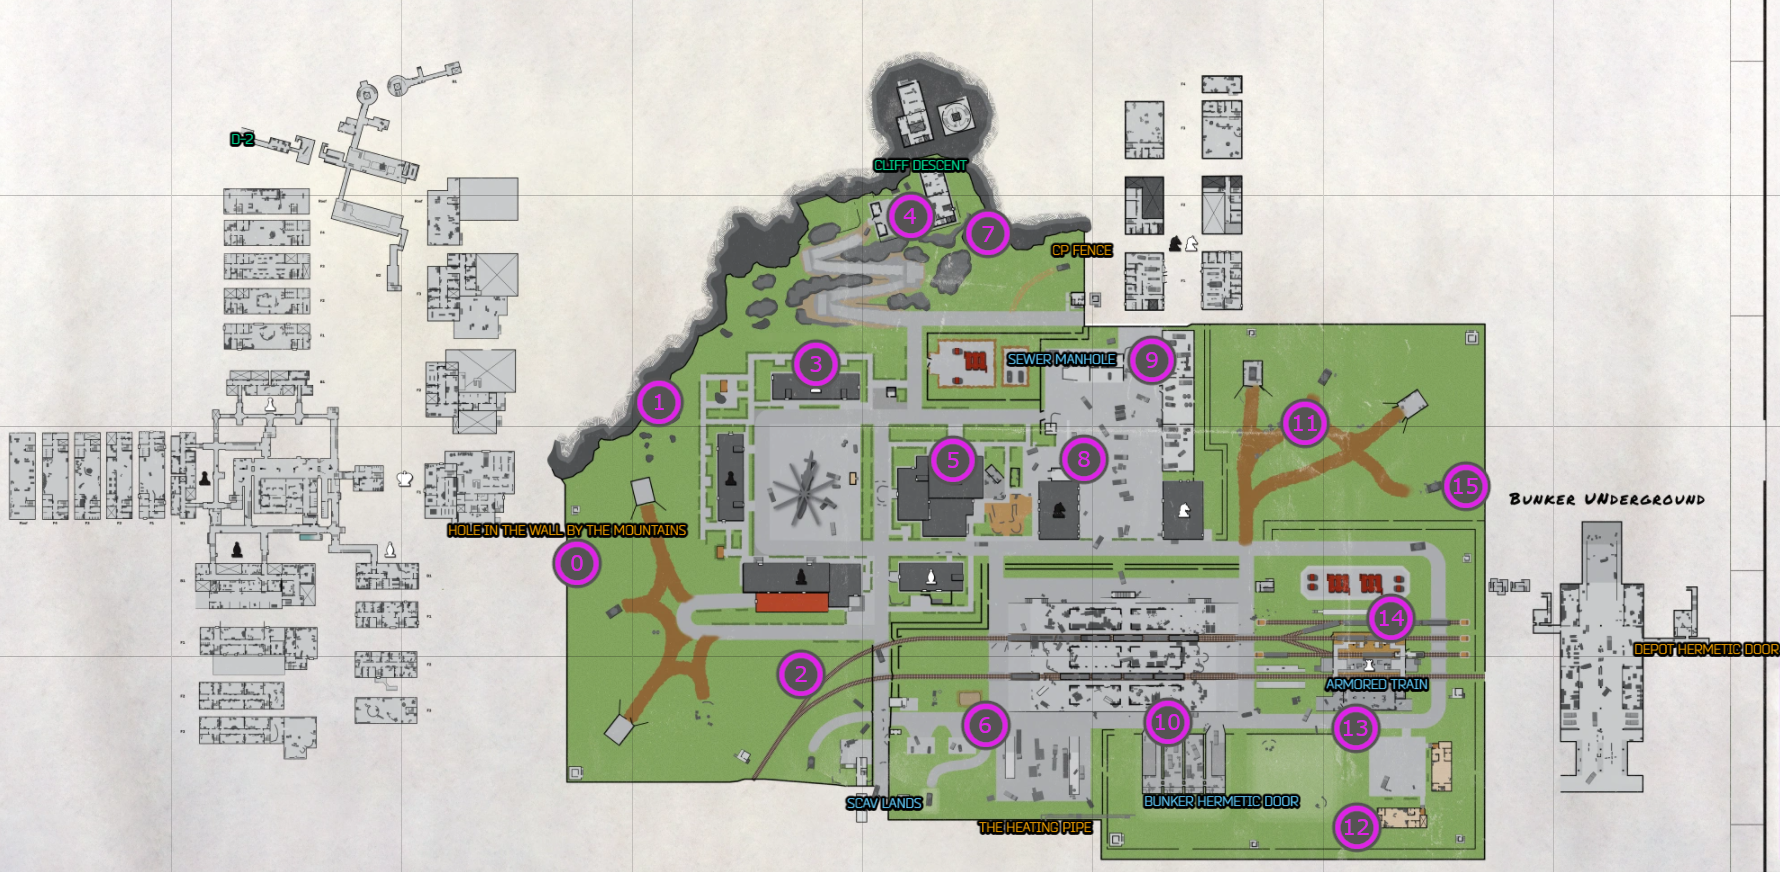 D-2
CLIFF DESCENT
4
7
CP FENCE
3
SEWER MANHOLE
9
1
11
5
8
15
BUNKER UNDERGROUND
HOLE IN THE WALL BY THE MOUNTAINS
0
14
DEPOT HERMETIC DOOR
2
ARMORED TRAIN
6
10
13
SCAV LANDS
BUNKER HERMETIC DOOR
THE HEATING PIPE
12